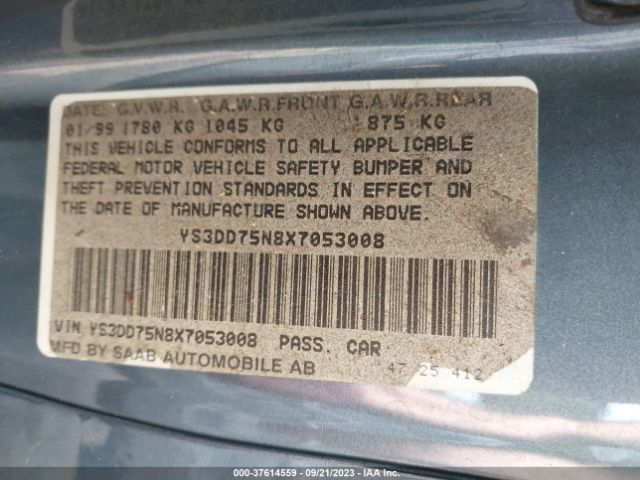 DATE. G.V.W.R. G.A.W.R.FRONT G.A.W.R.REAR
01/99 1780 KG 1045 KG 875 KG
THIS VEHICLE CONFORMS TO ALL APPLICABLE
FEDERAL MOTOR VEHICLE SAFETY BUMPER AND
THEFT PREVENTION STANDARDS IN EFFECT ON
THE DATE OF MANUFACTURE SHOWN ABOVE.
YS3DD75N8X7053008
VIN YS3DD75N8X7053008 PASS. CAR
MFD BY SAAB AUTOMOBILE AB 47 25 412
000-37614559 — 09/21/2023 — IAA Inc.